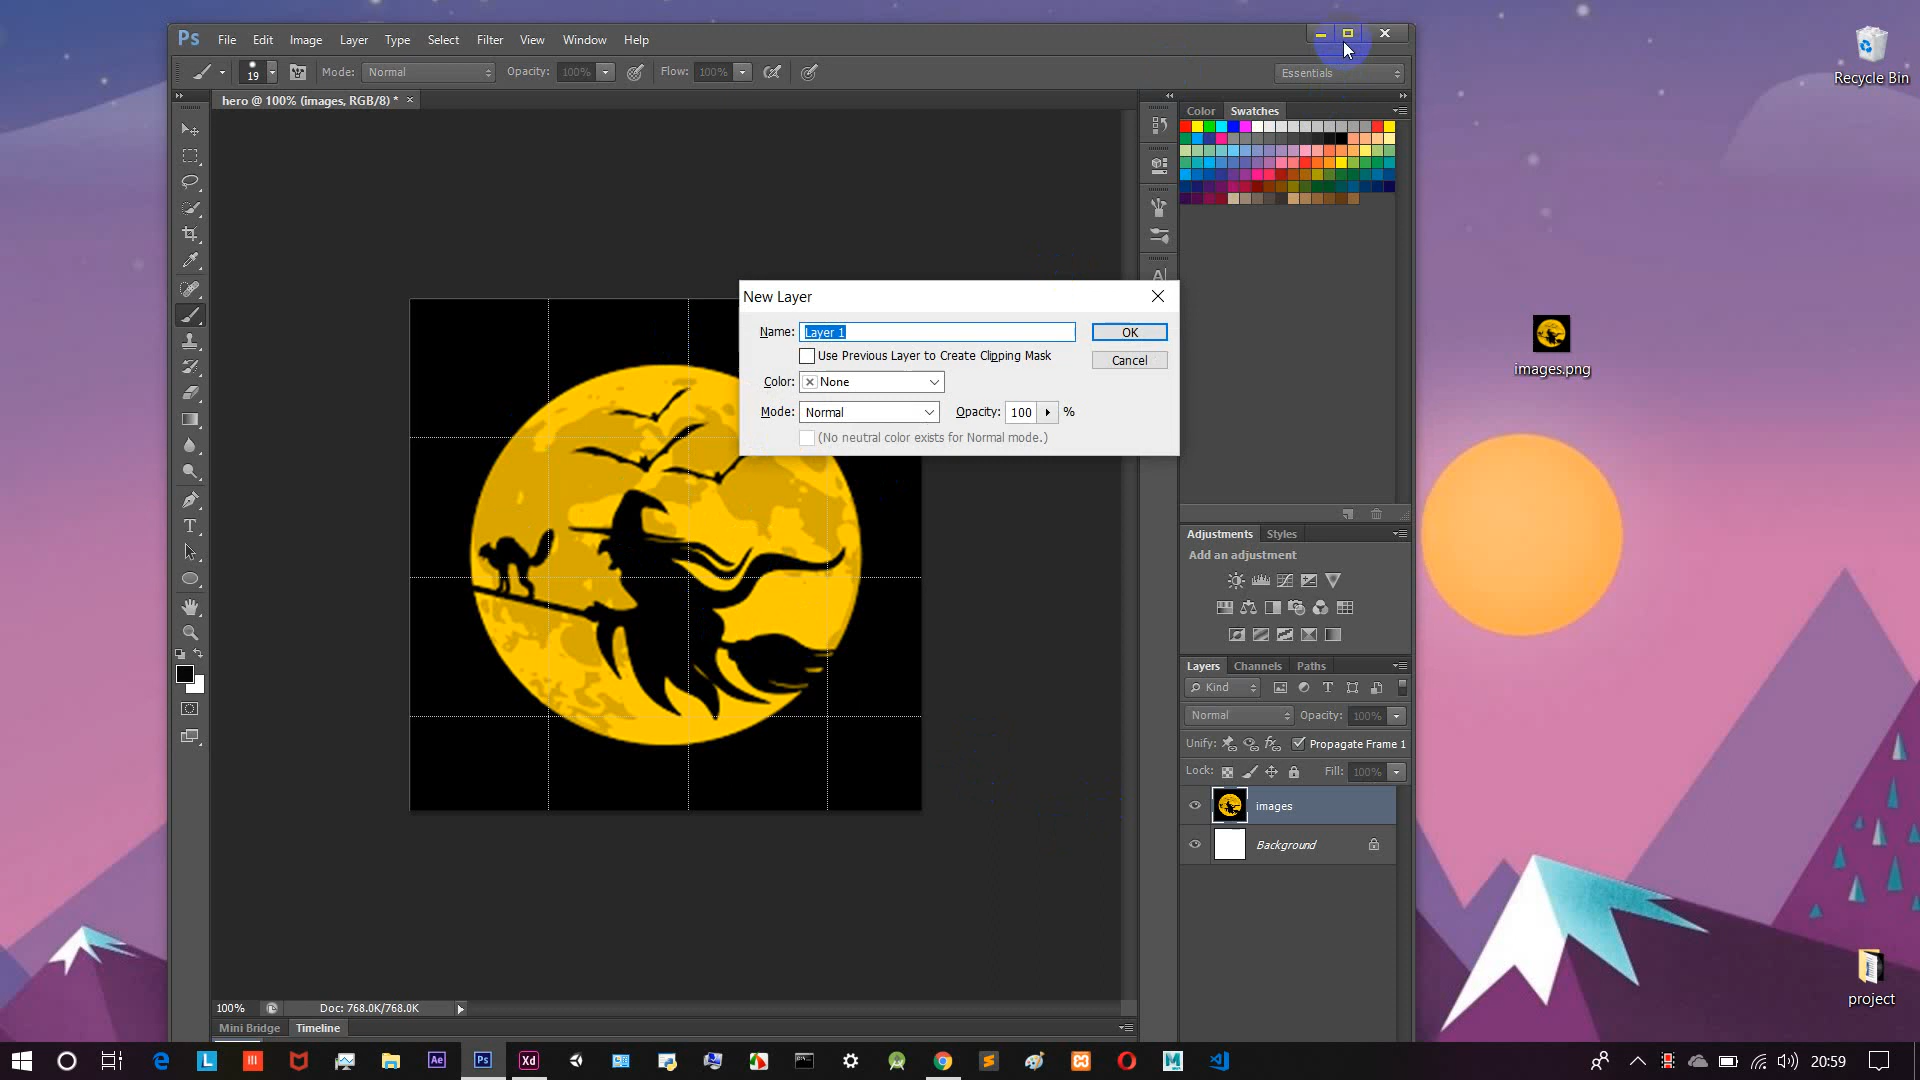 Ps File Edit Image Layer Type Select Filter View Window Help
19 Mode: Normal Opacity: 100% Flow: 100% Essentials
hero @ 100% (images, RGB/8) * ×
Color Swatches
Recycle Bin
New Layer
Name: Layer 1 OK
Use Previous Layer to Create Clipping Mask
Cancel
Color: None
Mode: Normal Opacity: 100 %
(No neutral color exists for Normal mode.)
images.png
Adjustments Styles
Add an adjustment
Layers Channels Paths
Kind
Normal Opacity: 100%
Unify: Propagate Frame 1
Lock: Fill: 100%
images
Background
project
100% Doc: 768.0K/768.0K
Mini Bridge Timeline
L Ae Ps Xd M 20:59